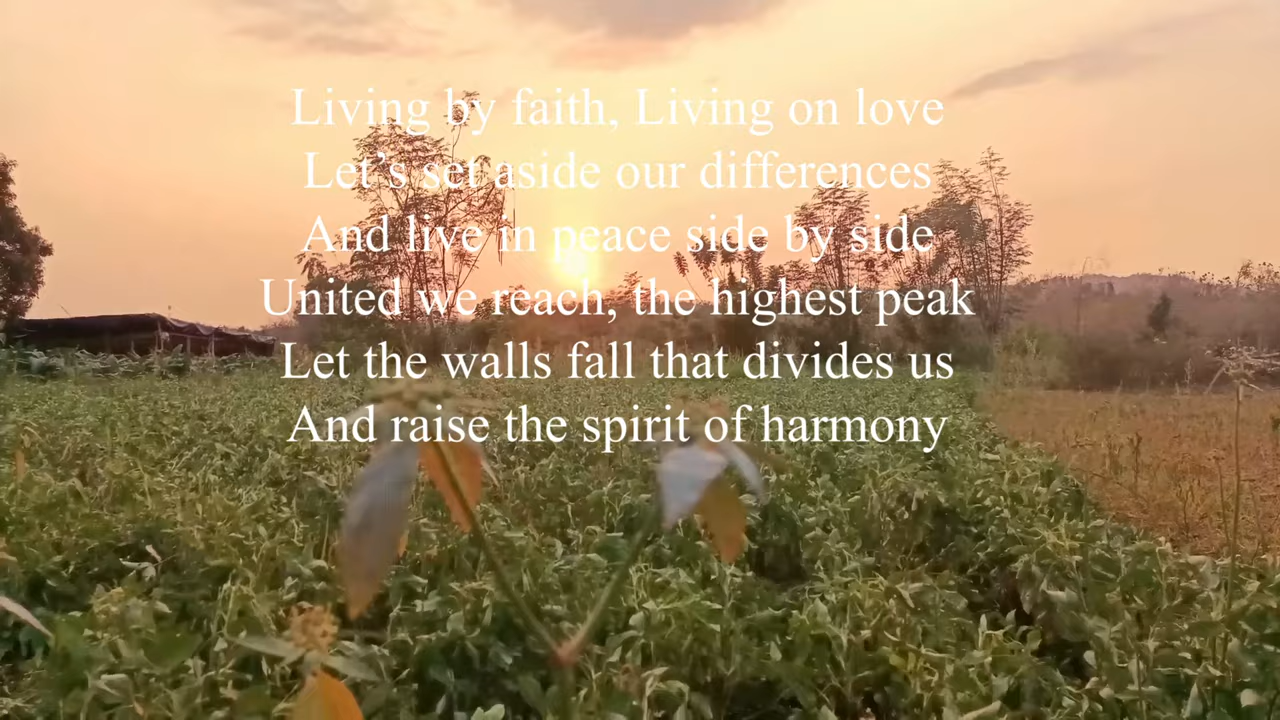 Living by faith, Living on love
Let’s set aside our differences
And live in peace side by side
United we reach, the highest peak
Let the walls fall that divides us
And raise the spirit of harmony